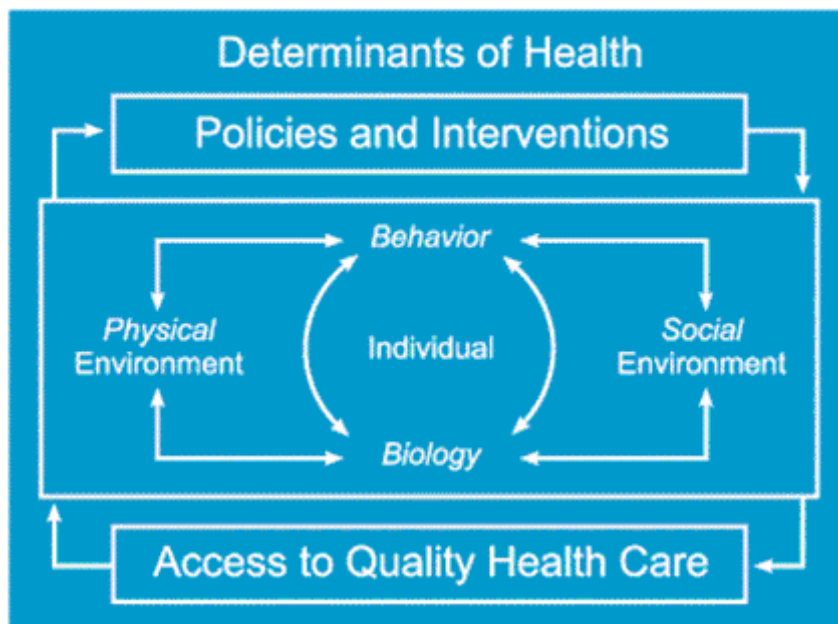 Determinants of Health
Policies and Interventions
Behavior
Physical
Environment
Individual
Social
Environment
Biology
Access to Quality Health Care